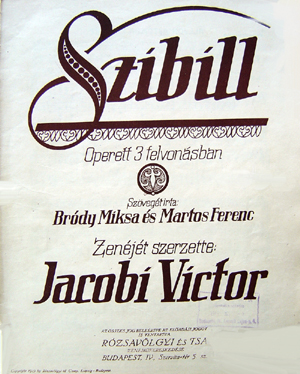 Szibill
Operett 3 felvonásban
Szövegét írta:
Bródy Miksa és Martos Ferenc
Zenéjét szerzette:
Jacobi Victor
RÓZSAVÖLGYI ÉS TSA
BUDAPEST, IV.,